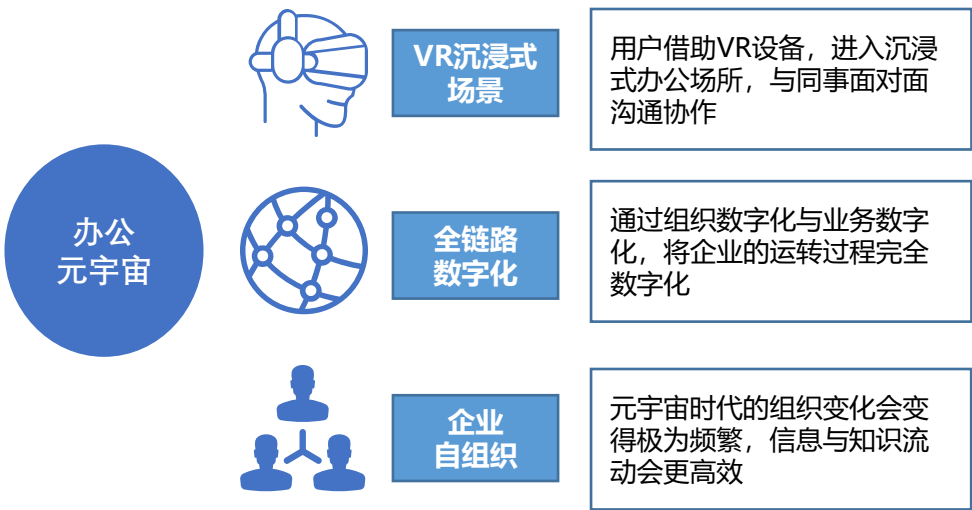 办公
元宇宙
VR沉浸式
场景
用户借助VR设备，进入沉浸
式办公场所，与同事面对面
沟通协作
全链路
数字化
通过组织数字化与业务数字
化，将企业的运转过程完全
数字化
企业
自组织
元宇宙时代的组织变化会变
得极为频繁，信息与知识流
动会更高效